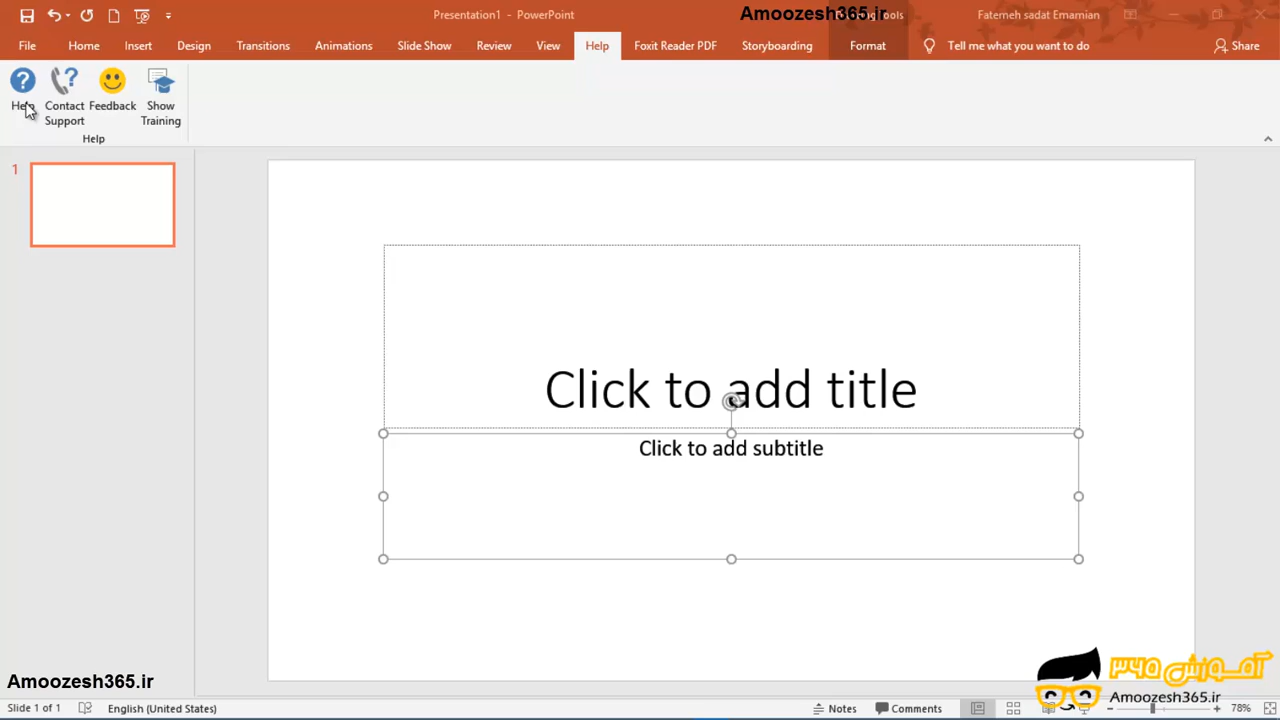 Presentation1 - PowerPoint
Amoozesh365.ir
Fatemeh sadat Emamian
File Home Insert Design Transitions Animations Slide Show Review View Help Foxit Reader PDF Storyboarding Format Tell me what you want to do Share
Help Contact Support Feedback Show Training
Help
1
Click to add title
Click to add subtitle
آموزش ۳۶۵
Amoozesh365.ir
Amoozesh365.ir
Slide 1 of 1 English (United States) Notes Comments 78%